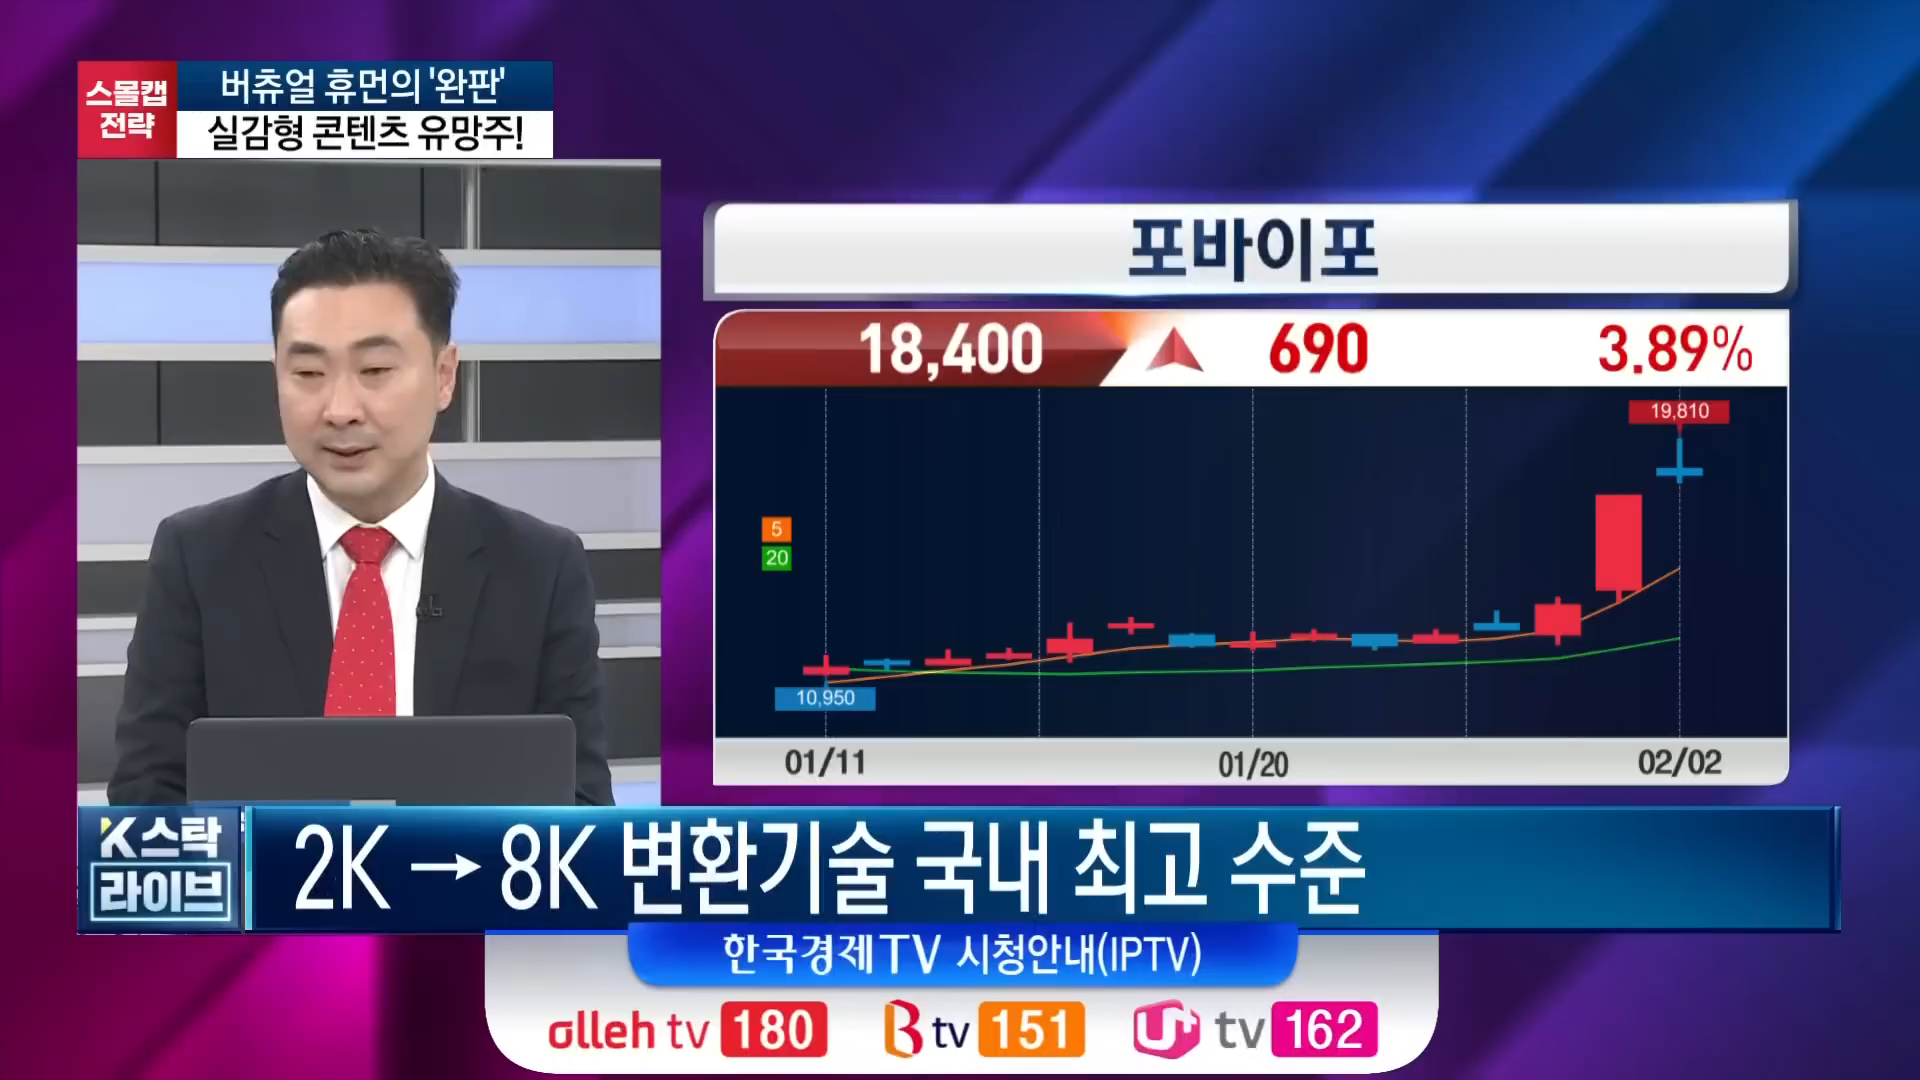 스몰캡
전략
버츄얼 휴먼의 '완판'
실감형 콘텐츠 유망주!
포바이포
18,400
690
3.89%
19,810
5
20
10,950
01/11
01/20
02/02
K스탁
라이브
2K → 8K 변환기술 국내 최고 수준
한국경제TV 시청안내(IPTV)
olleh tv 180
B tv 151
U+ tv 162